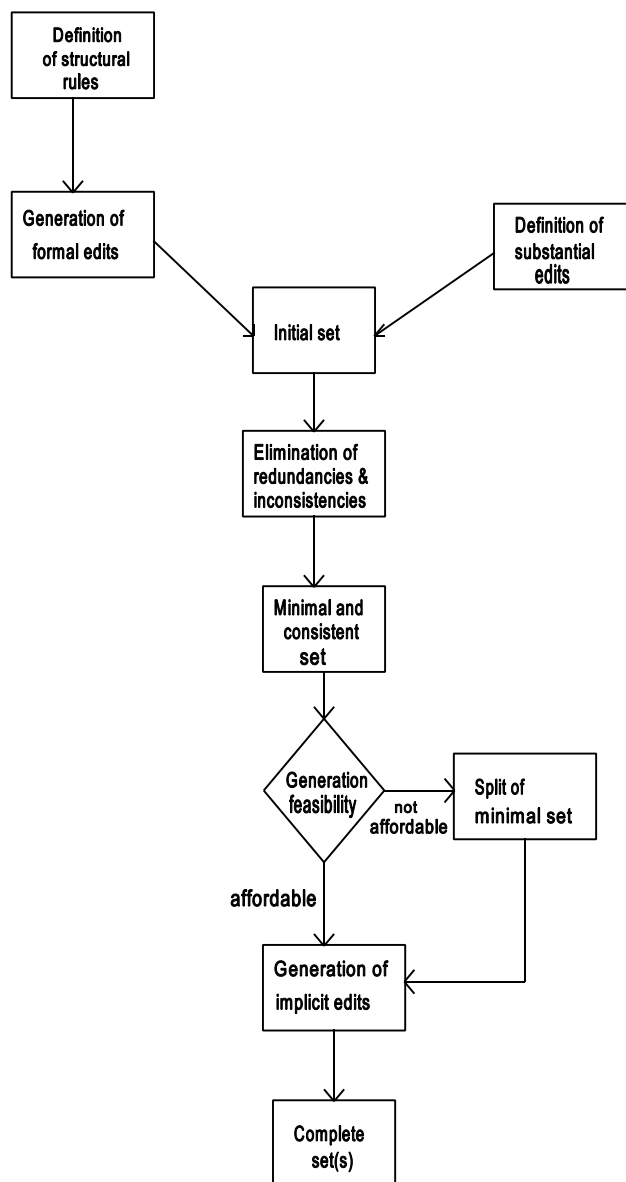 Definition
of structural
rules
Generation of
formal edits
Definition of
substantial
edits
Initial set
Elimination of
redundancies &
inconsistencies
Minimal and
consistent
set
Generation
feasibility
not
affordable
Split of
minimal set
affordable
Generation of
implicit edits
Complete
set(s)